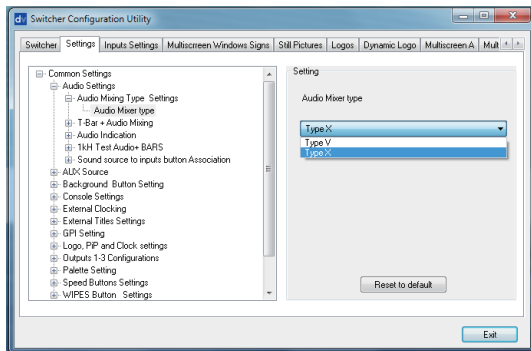 dv Switcher Configuration Utility
Switcher Settings Inputs Settings Multiscreen Windows Signs Still Pictures Logos Dynamic Logo Multiscreen A Mult
Common Settings
Audio Settings
Audio Mixing Type Settings
Audio Mixer type
T-Bar + Audio Mixing
Audio Indication
1kH Test Audio+ BARS
Sound source to inputs button Association
AUX Source
Background Button Setting
Console Settings
External Clocking
External Titles Settings
GPI Setting
Logo, PiP and Clock settings
Outputs 1-3 Configurations
Palette Setting
Speed Buttons Settings
WIPES Button Settings
Setting
Audio Mixer type
Type X
Type V
Type X
Reset to default
Exit